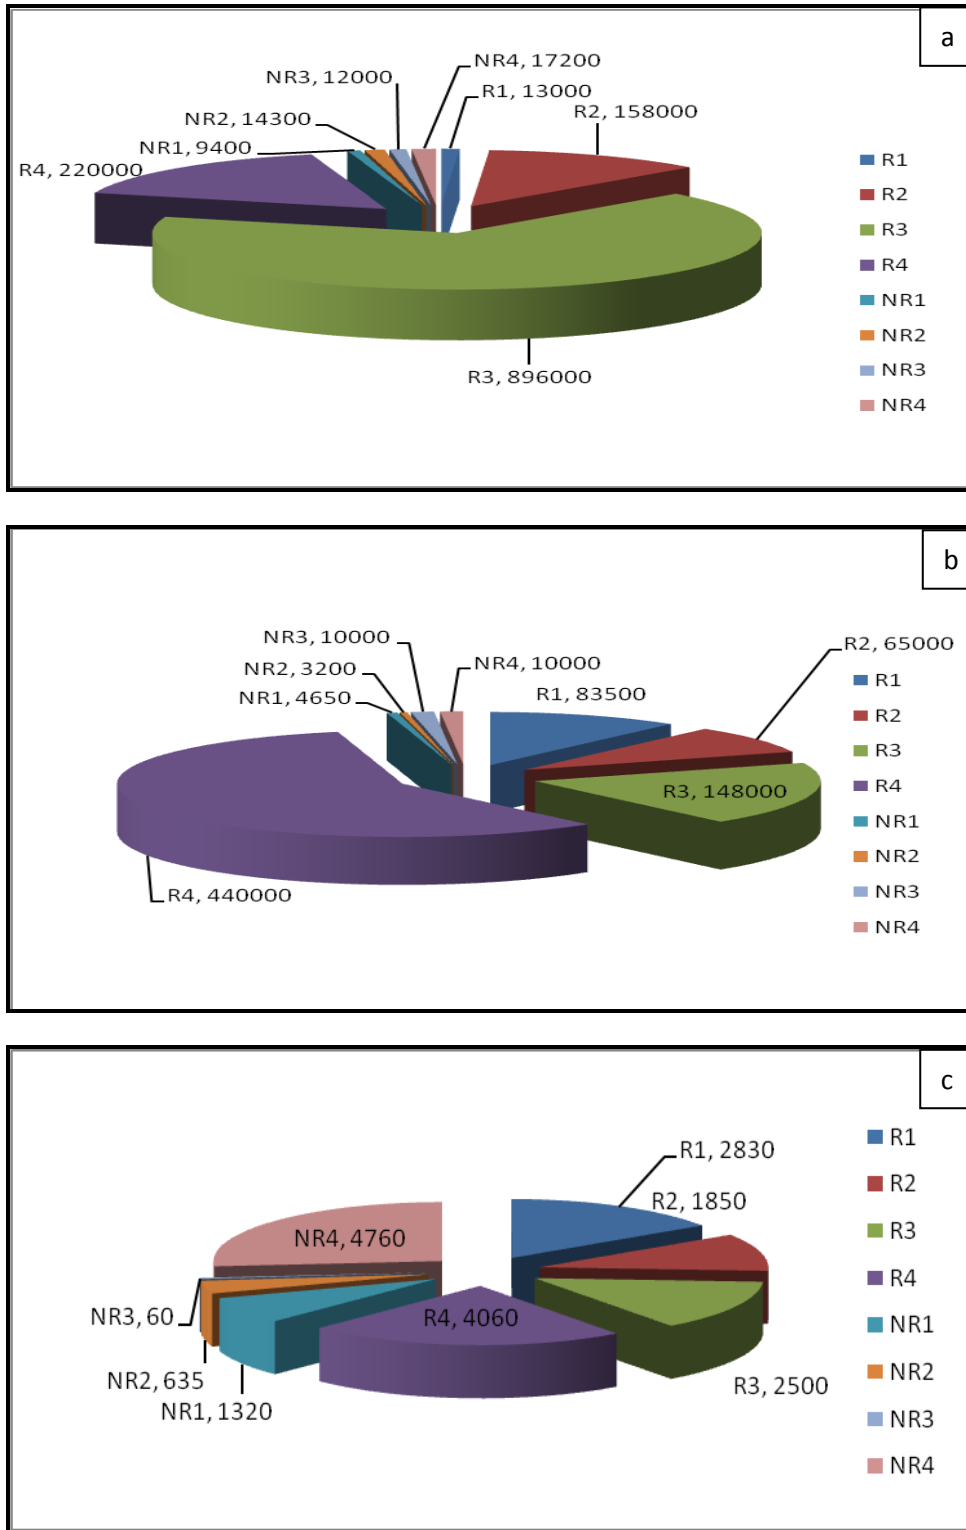 a
NR4, 17200
NR3, 12000
R1, 13000
R2, 158000
NR2, 14300
NR1, 9400
R4, 220000
R3, 896000
R1
R2
R3
R4
NR1
NR2
NR3
NR4
b
NR3, 10000
R2, 65000
NR4, 10000
NR2, 3200
R1, 83500
NR1, 4650
R3, 148000
R4, 440000
R1
R2
R3
R4
NR1
NR2
NR3
NR4
c
R1, 2830
R2, 1850
NR4, 4760
NR3, 60
R4, 4060
NR2, 635
R3, 2500
NR1, 1320
R1
R2
R3
R4
NR1
NR2
NR3
NR4